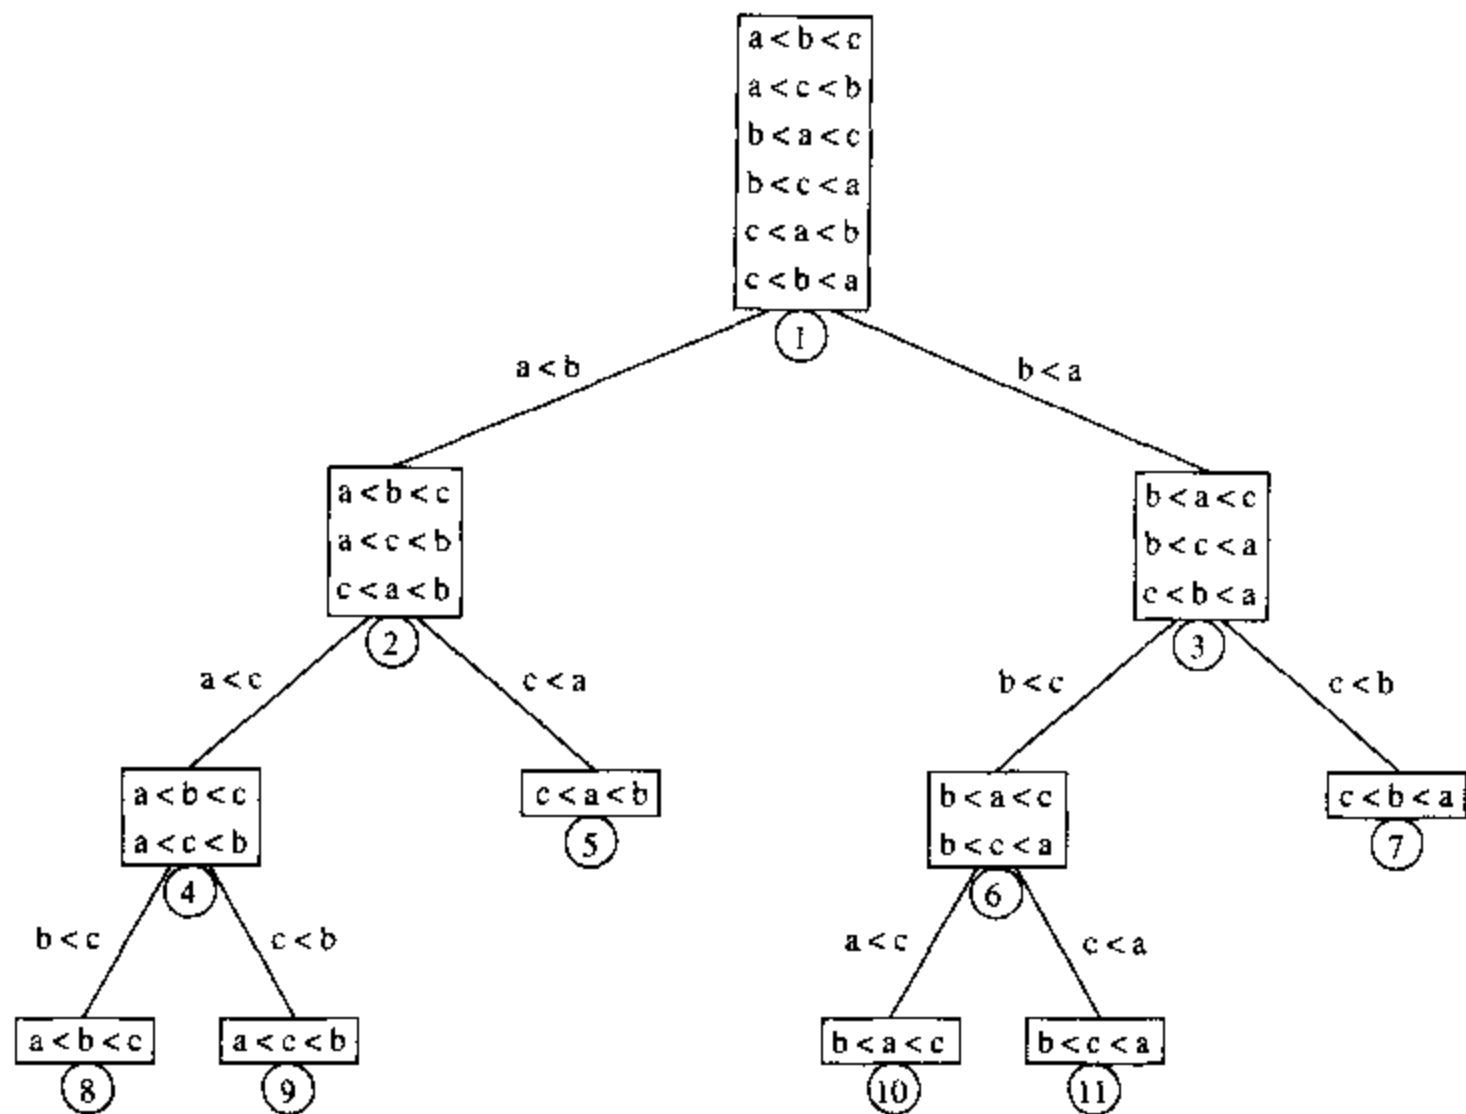 a < b < c
a < c < b
b < a < c
b < c < a
c < a < b
c < b < a
1
a < b
b < a
a < b < c
a < c < b
c < a < b
2
b < a < c
b < c < a
c < b < a
3
a < c
c < a
b < c
c < b
a < b < c
a < c < b
4
c < a < b
5
b < a < c
b < c < a
6
c < b < a
7
b < c
c < b
a < c
c < a
a < b < c
8
a < c < b
9
b < a < c
10
b < c < a
11